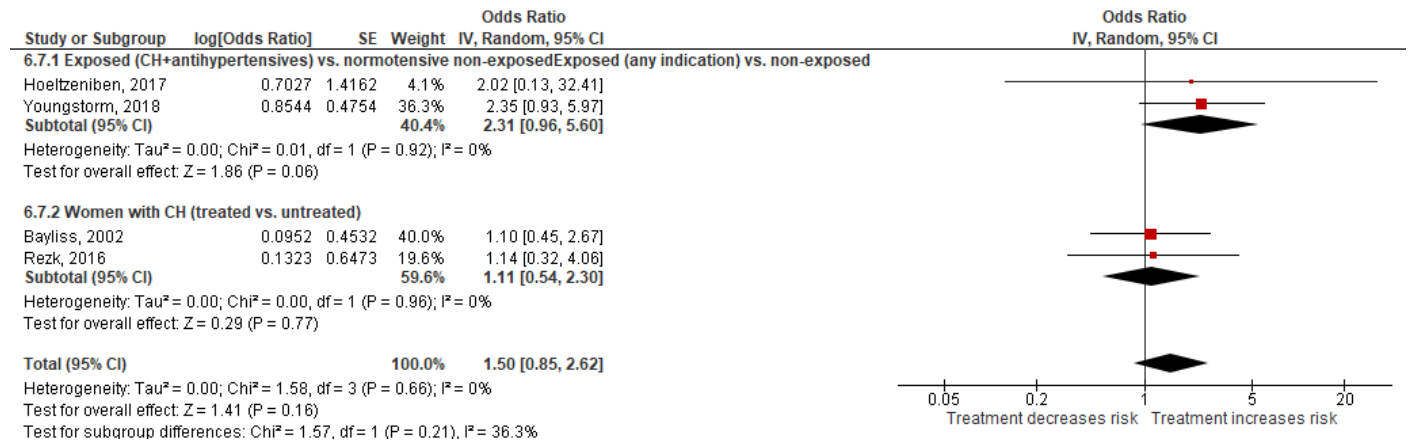 Odds Ratio Odds Ratio
Study or Subgroup log[Odds Ratio] SE Weight IV, Random, 95% CI IV, Random, 95% CI
6.7.1 Exposed (CH+antihypertensives) vs. normotensive non-exposedExposed (any indication) vs. non-exposed
Hoeltzeniben, 2017 0.7027 1.4162 4.1% 2.02 [0.13, 32.41]
Youngstorm, 2018 0.8544 0.4754 36.3% 2.35 [0.93, 5.97]
Subtotal (95% CI) 40.4% 2.31 [0.96, 5.60]
Heterogeneity: Tau² = 0.00; Chi² = 0.01, df = 1 (P = 0.92); I² = 0%
Test for overall effect: Z = 1.86 (P = 0.06)
6.7.2 Women with CH (treated vs. untreated)
Bayliss, 2002 0.0952 0.4532 40.0% 1.10 [0.45, 2.67]
Rezk, 2016 0.1323 0.6473 19.6% 1.14 [0.32, 4.06]
Subtotal (95% CI) 59.6% 1.11 [0.54, 2.30]
Heterogeneity: Tau² = 0.00; Chi² = 0.00, df = 1 (P = 0.96); I² = 0%
Test for overall effect: Z = 0.29 (P = 0.77)
Total (95% CI) 100.0% 1.50 [0.85, 2.62]
Heterogeneity: Tau² = 0.00; Chi² = 1.58, df = 3 (P = 0.66); I² = 0%
Test for overall effect: Z = 1.41 (P = 0.16)
Test for subgroup differences: Chi² = 1.57, df = 1 (P = 0.21), I² = 36.3%
0.05 0.2 1 5 20
Treatment decreases risk Treatment increases risk